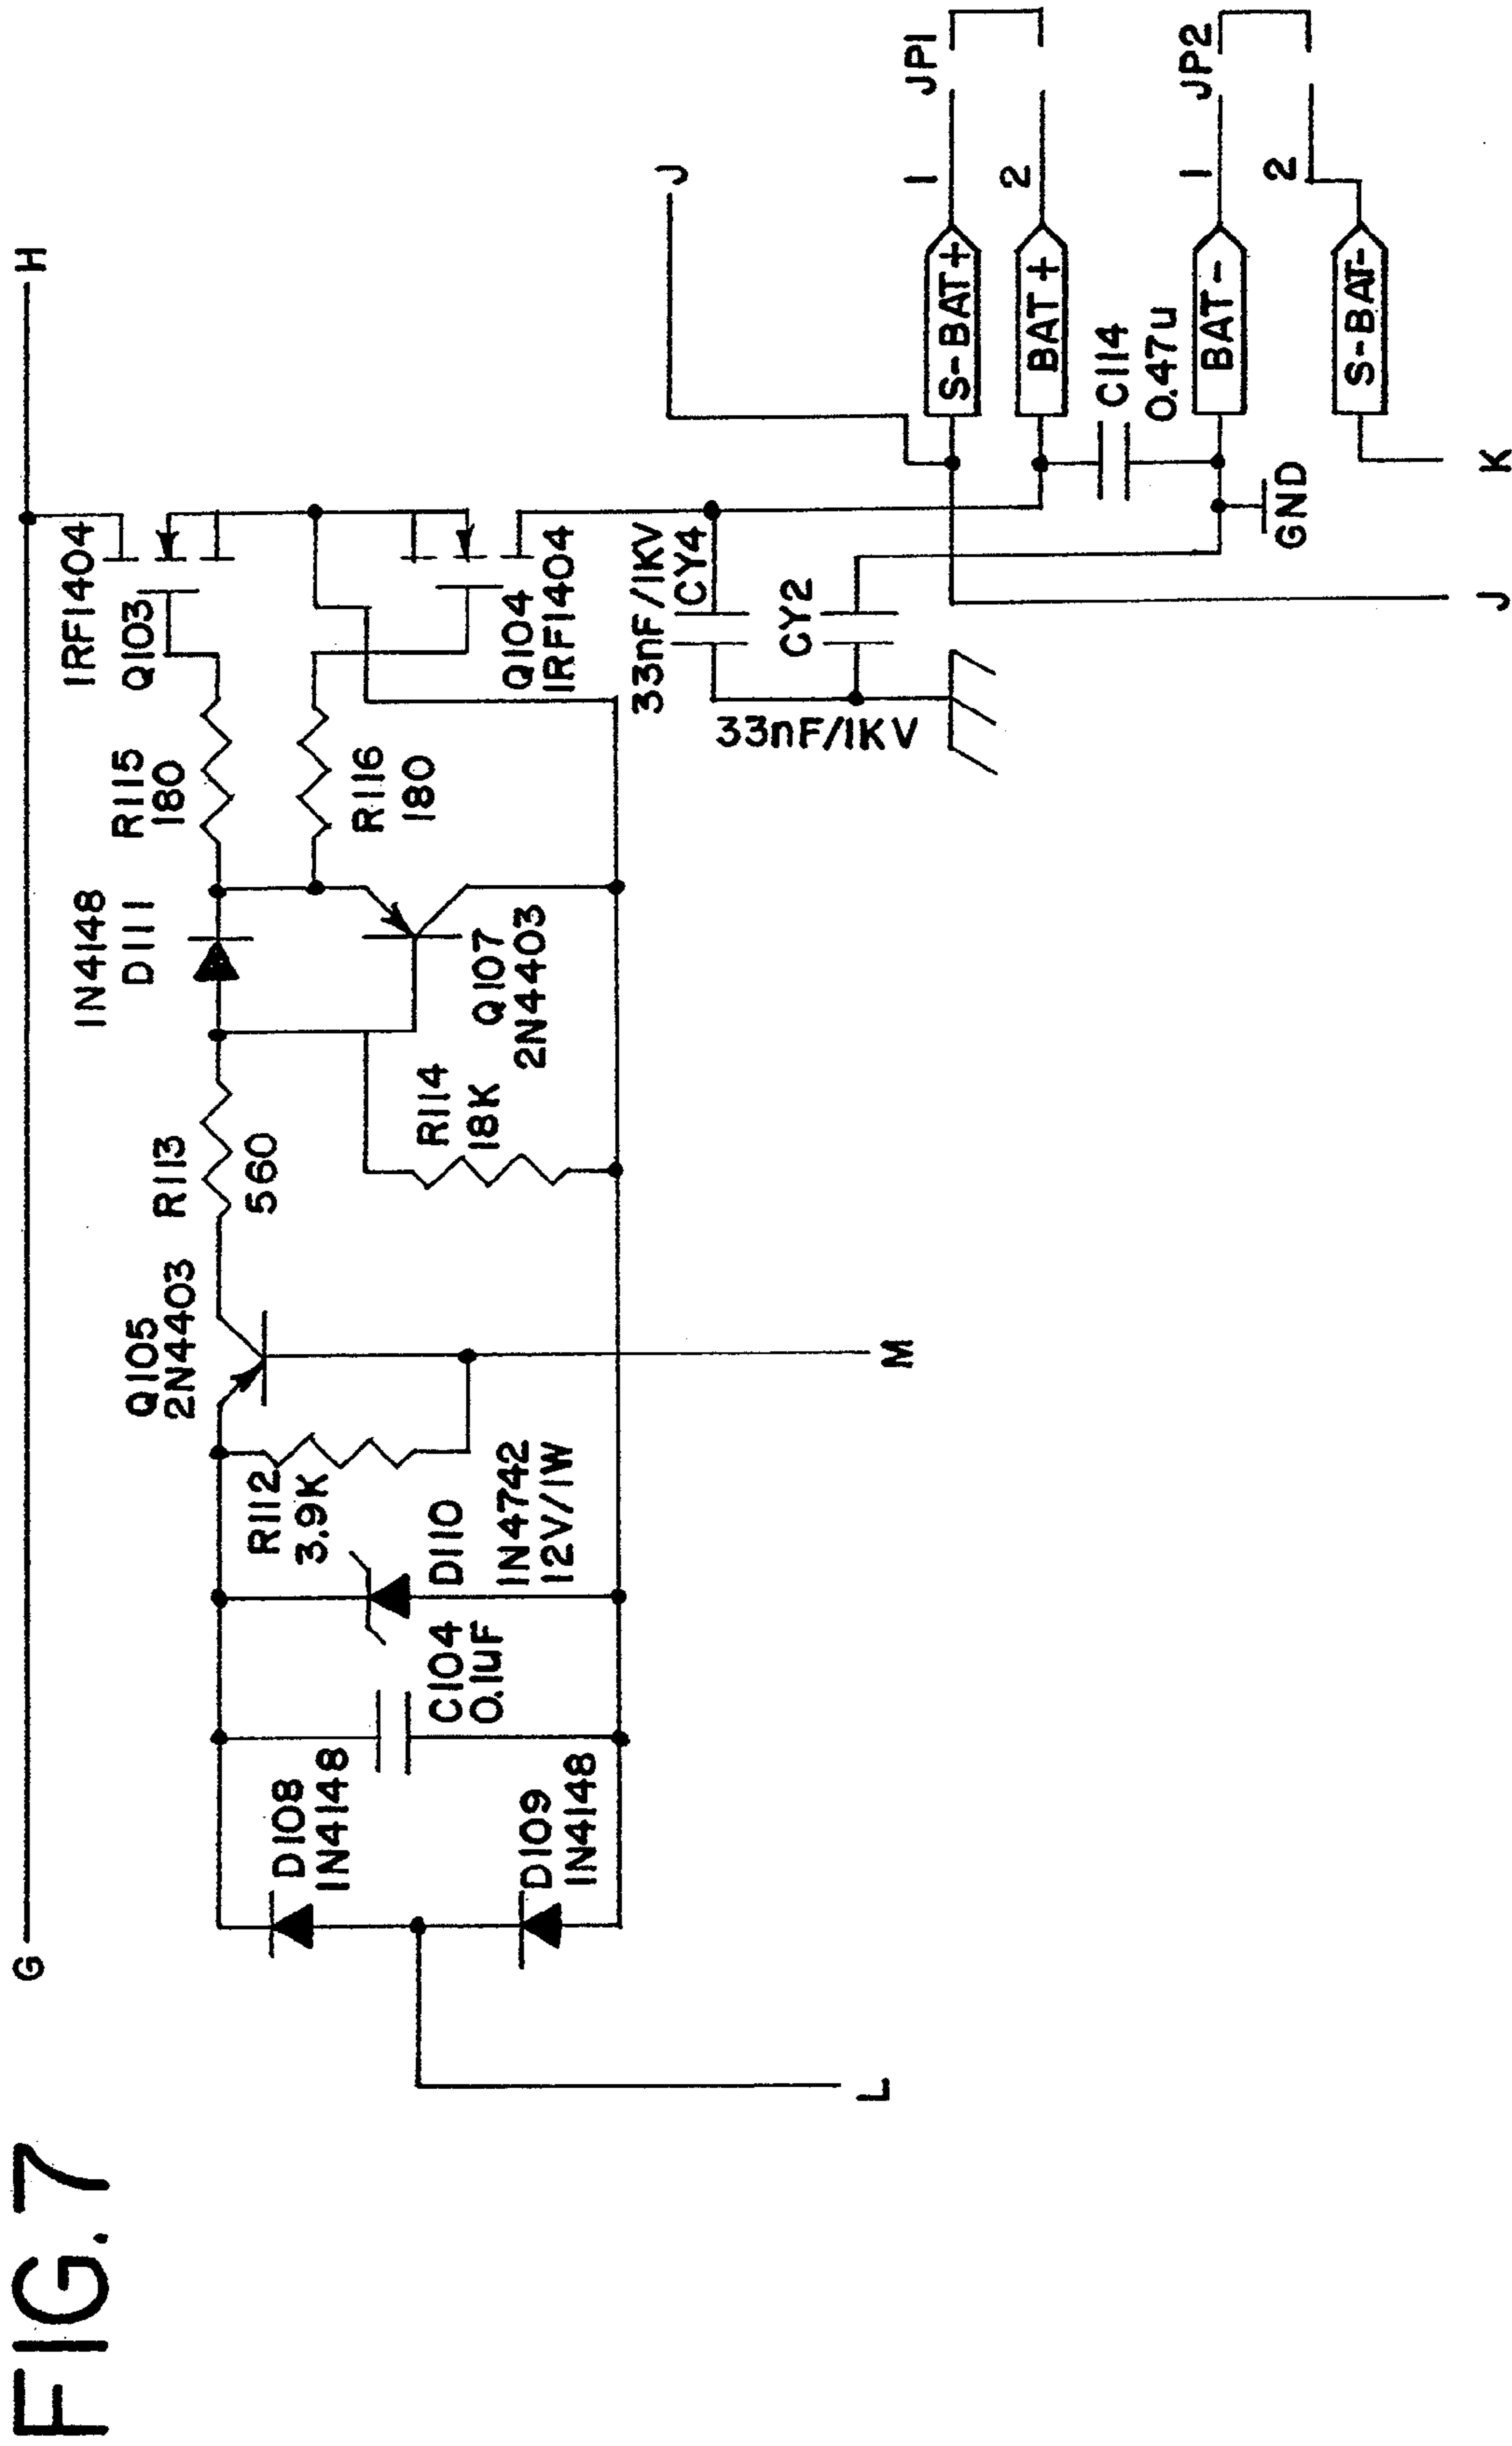 FIG.7
G
H
L
D108
1N4148
D109
1N4148
C104
0.1uF
D110
1N4742
12V/1W
R112
3.9K
Q105
2N4403
M
R113
560
R114
18K
1N4148
D111
Q107
2N4403
R115
180
R116
180
IRF1404
Q103
Q104
IRF1404
33nF/1KV
CY4
CY2
33nF/1KV
J
S-BAT+
1
JP1
BAT+
2
C114
0.47u
BAT-
1
JP2
GND
S-BAT-
2
K
J